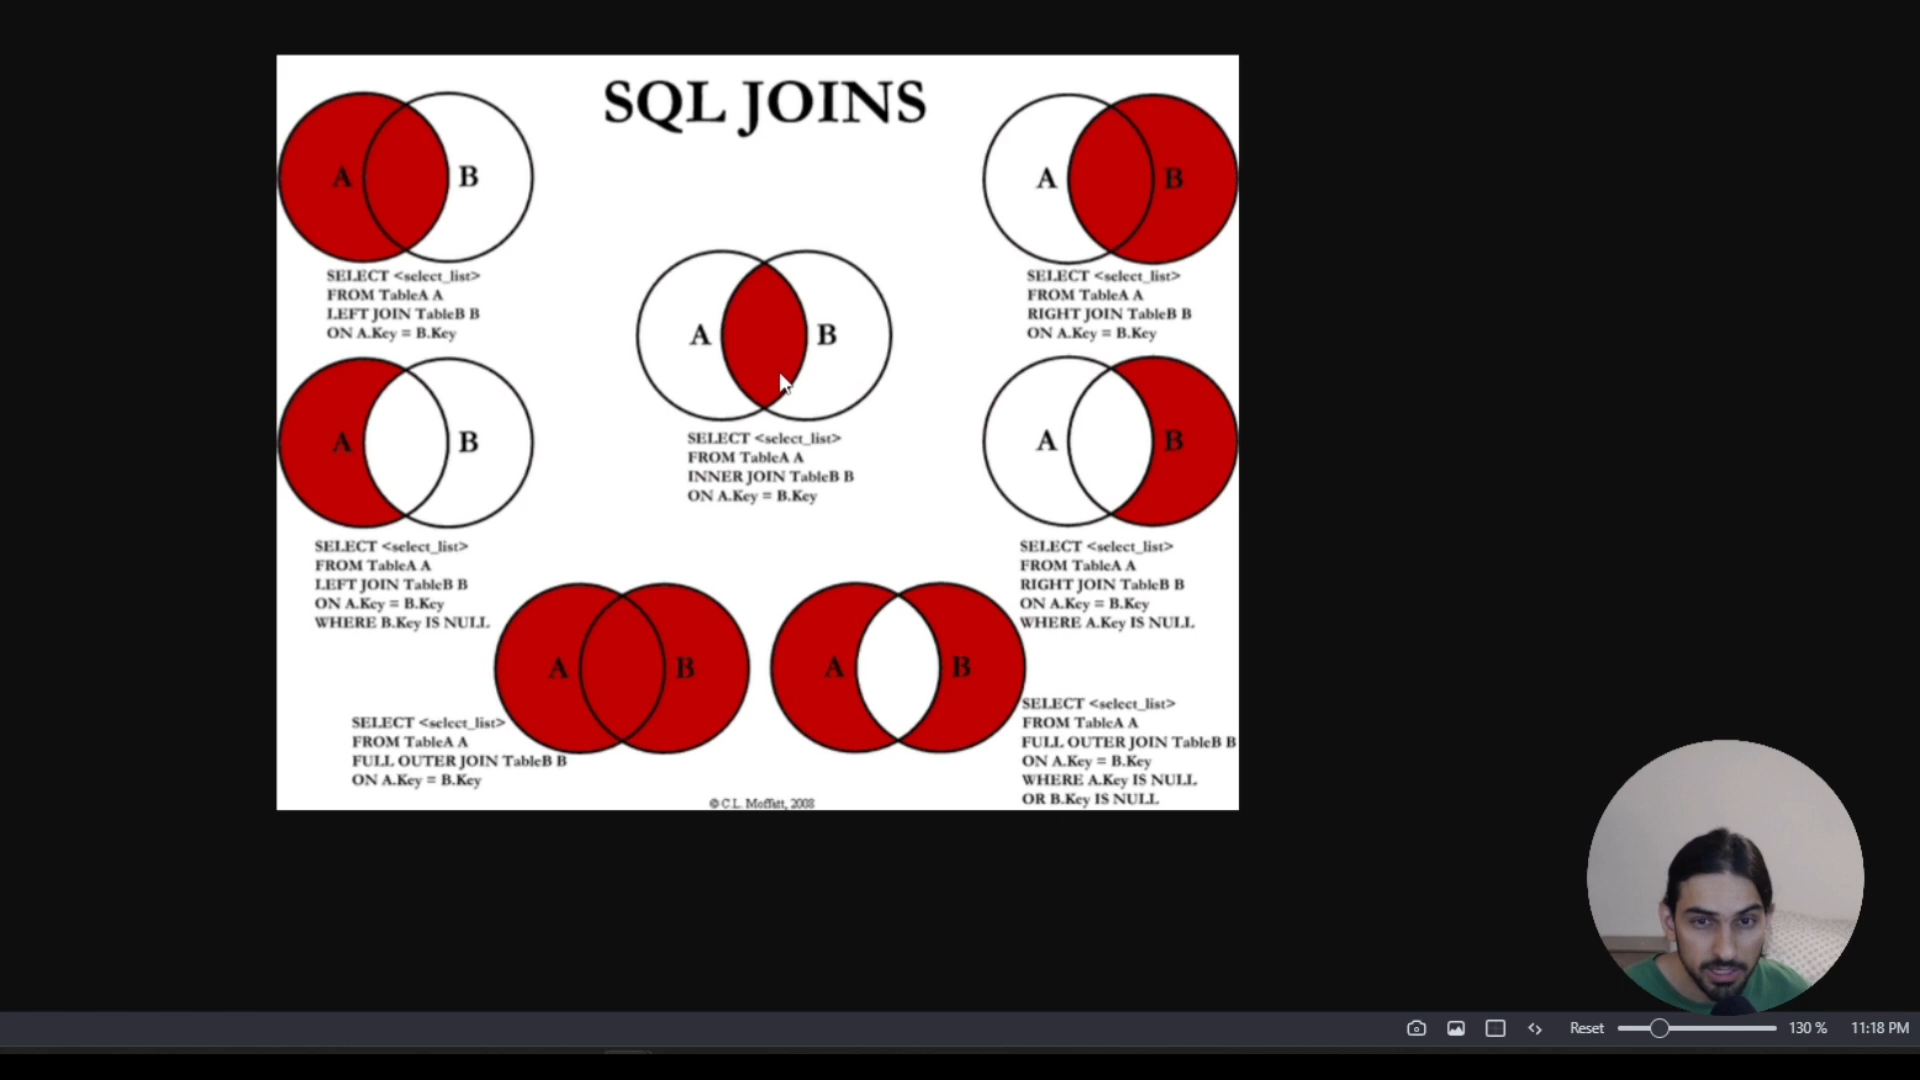 SQL JOINS
A B
SELECT <select_list>
FROM TableA A
LEFT JOIN TableB B
ON A.Key = B.Key
A B
SELECT <select_list>
FROM TableA A
RIGHT JOIN TableB B
ON A.Key = B.Key
A B
SELECT <select_list>
FROM TableA A
INNER JOIN TableB B
ON A.Key = B.Key
A B
SELECT <select_list>
FROM TableA A
LEFT JOIN TableB B
ON A.Key = B.Key
WHERE B.Key IS NULL
A B
SELECT <select_list>
FROM TableA A
RIGHT JOIN TableB B
ON A.Key = B.Key
WHERE A.Key IS NULL
A B
SELECT <select_list>
FROM TableA A
FULL OUTER JOIN TableB B
ON A.Key = B.Key
A B
SELECT <select_list>
FROM TableA A
FULL OUTER JOIN TableB B
ON A.Key = B.Key
WHERE A.Key IS NULL
OR B.Key IS NULL
© C.L. Moffatt, 2008
Reset 130 % 11:18 PM